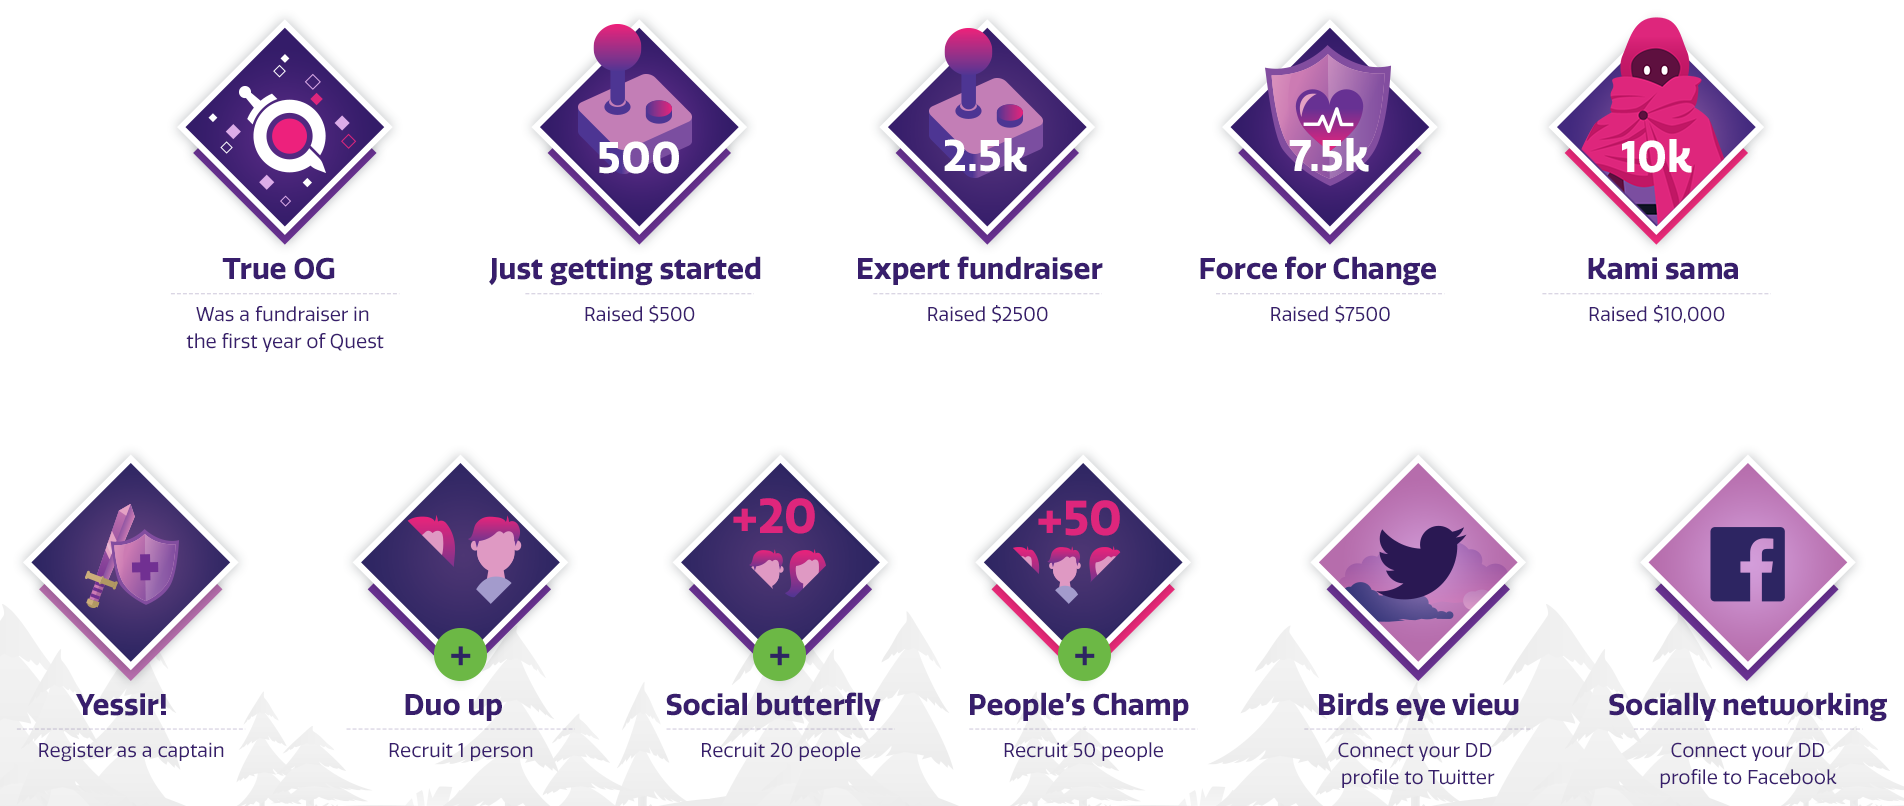 500
2.5k
7.5k
10k
True OG
Just getting started
Expert fundraiser
Force for Change
Kami sama
Was a fundraiser in
the first year of Quest
Raised $500
Raised $2500
Raised $7500
Raised $10,000
+20
+50
+
+
+
Yessir!
Duo up
Social butterfly
People's Champ
Birds eye view
Socially networking
Register as a captain
Recruit 1 person
Recruit 20 people
Recruit 50 people
Connect your DD
profile to Twitter
Connect your DD
profile to Facebook